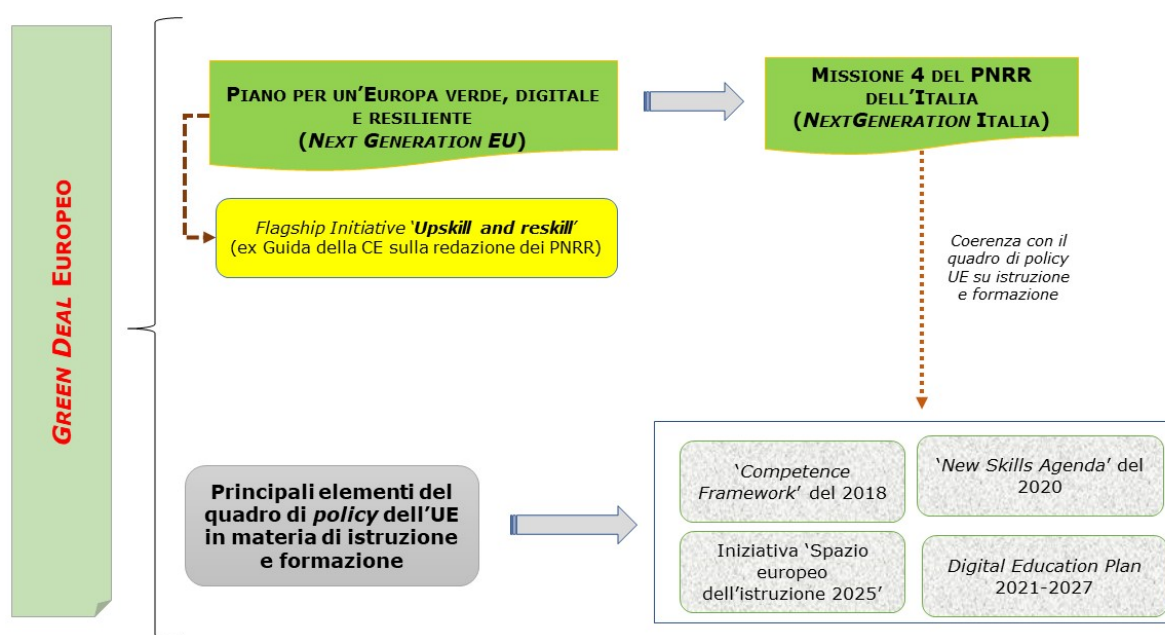 GREEN DEAL EUROPEO
PIANO PER UN'EUROPA VERDE, DIGITALE
E RESILIENTE
(NEXT GENERATION EU)
MISSIONE 4 DEL PNRR
DELL'ITALIA
(NEXTGENERATION ITALIA)
Flagship Initiative 'Upskill and reskill'
(ex Guida della CE sulla redazione dei PNRR)
Coerenza con il
quadro di policy
UE su istruzione
e formazione
Principali elementi del
quadro di policy dell'UE
in materia di istruzione
e formazione
'Competence
Framework' del 2018
'New Skills Agenda' del
2020
Iniziativa 'Spazio
europeo
dell'istruzione 2025'
Digital Education Plan
2021-2027